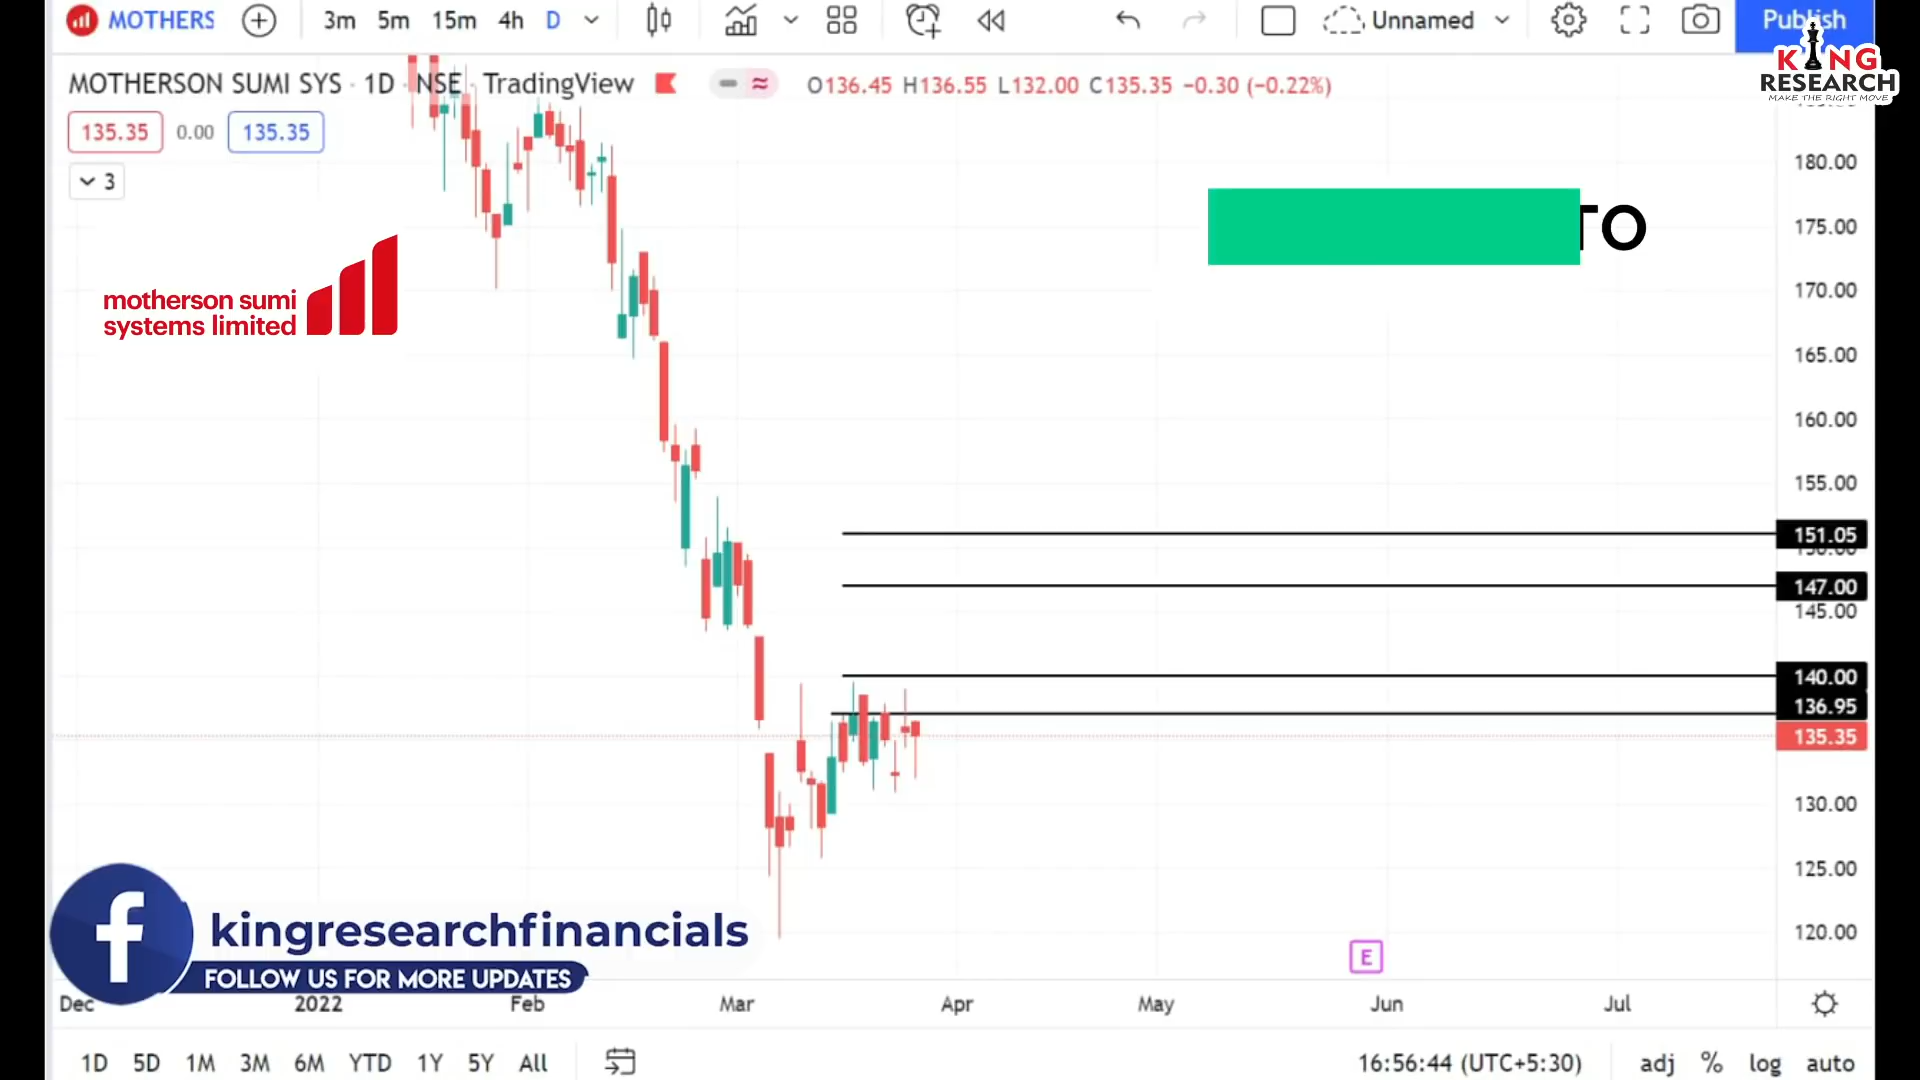 MOTHERS
3m 5m 15m 4h D
Unnamed
Publish
KING
RESEARCH
MAKE THE RIGHT MOVE
MOTHERSON SUMI SYS · 1D · NSE · TradingView
O136.45 H136.55 L132.00 C135.35 −0.30 (−0.22%)
135.35 0.00 135.35
3
180.00
TO
175.00
motherson sumi
systems limited
170.00
165.00
160.00
155.00
151.05
147.00
145.00
140.00
136.95
135.35
130.00
125.00
120.00
f
kingresearchfinancials
FOLLOW US FOR MORE UPDATES
E
Dec 2022 Feb Mar Apr May Jun Jul
1D 5D 1M 3M 6M YTD 1Y 5Y All
16:56:44 (UTC+5:30) adj % log auto